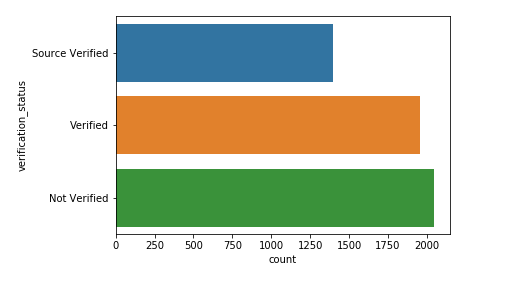 verification_status
Source Verified
Verified
Not Verified
0 250 500 750 1000 1250 1500 1750 2000
count